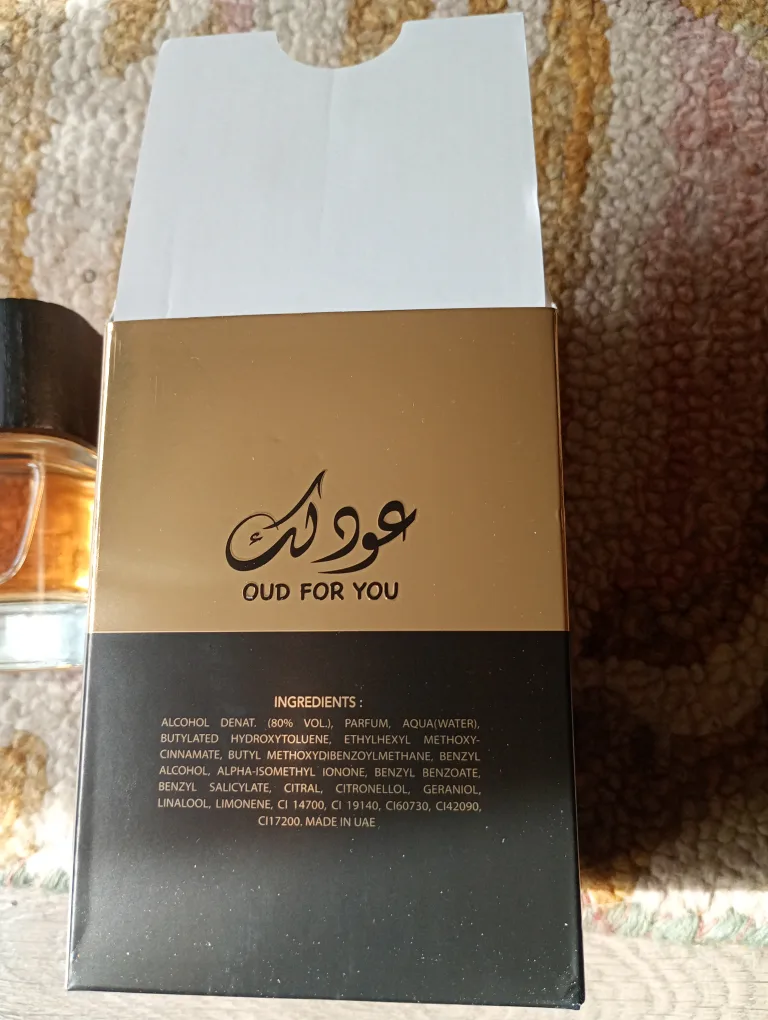 عود لك
OUD FOR YOU
INGREDIENTS :
ALCOHOL DENAT. (80% VOL.), PARFUM, AQUA(WATER),
BUTYLATED HYDROXYTOLUENE, ETHYLHEXYL METHOXY-
CINNAMATE, BUTYL METHOXYDIBENZOYLMETHANE, BENZYL
ALCOHOL, ALPHA-ISOMETHYL IONONE, BENZYL BENZOATE,
BENZYL SALICYLATE, CITRAL, CITRONELLOL, GERANIOL,
LINALOOL, LIMONENE, CI 14700, CI 19140, CI60730, CI42090,
CI17200. MADE IN UAE